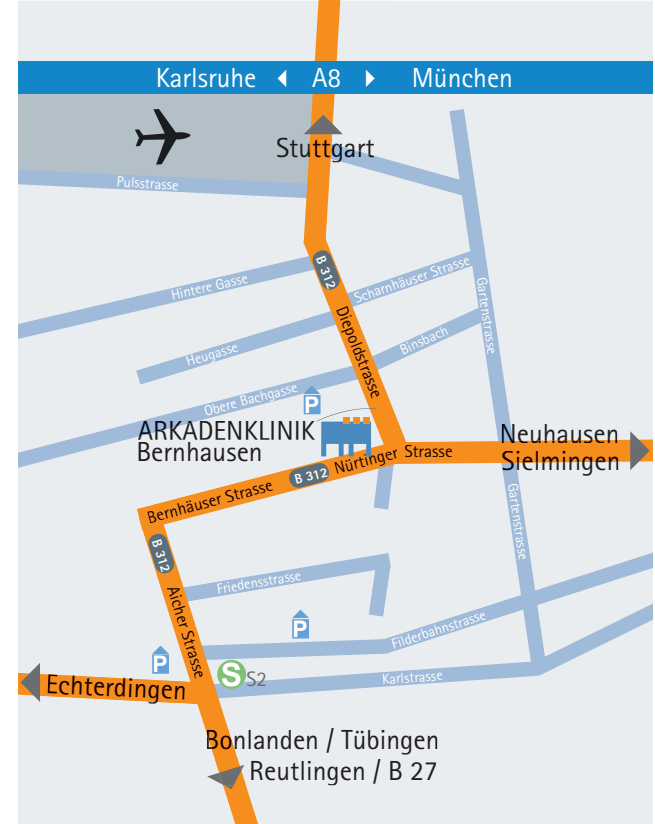 Karlsruhe A8 München
Stuttgart
Pulsstrasse
B 312
Hintere Gasse
Scharnhäuser Strasse
Gartenstrasse
Diepoldstrasse
Heugasse
Binsbach
Obere Bachgasse
P
ARKADENKLINIK
Bernhausen
Neuhausen
Sielmingen
Nürtinger Strasse
B 312
Bernhäuser Strasse
Gartenstrasse
B 312
Friedensstrasse
Aicher Strasse
P
Filderbahnstrasse
P
S S2
Karlstrasse
Echterdingen
Bonlanden / Tübingen
Reutlingen / B 27